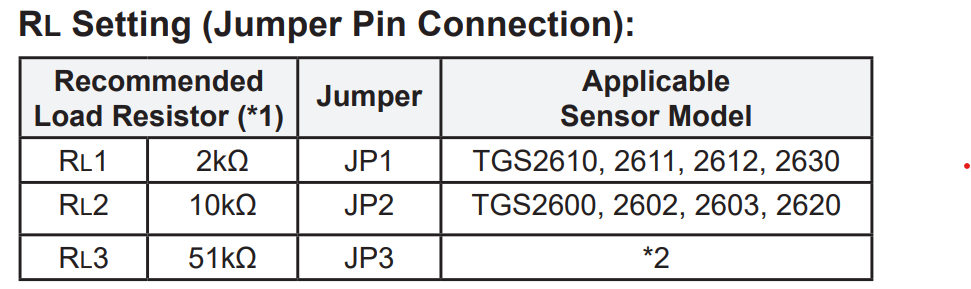 RL Setting (Jumper Pin Connection):
Recommended
Load Resistor (*1)
Jumper
Applicable
Sensor Model
RL1 2kΩ JP1 TGS2610, 2611, 2612, 2630
RL2 10kΩ JP2 TGS2600, 2602, 2603, 2620
RL3 51kΩ JP3 *2